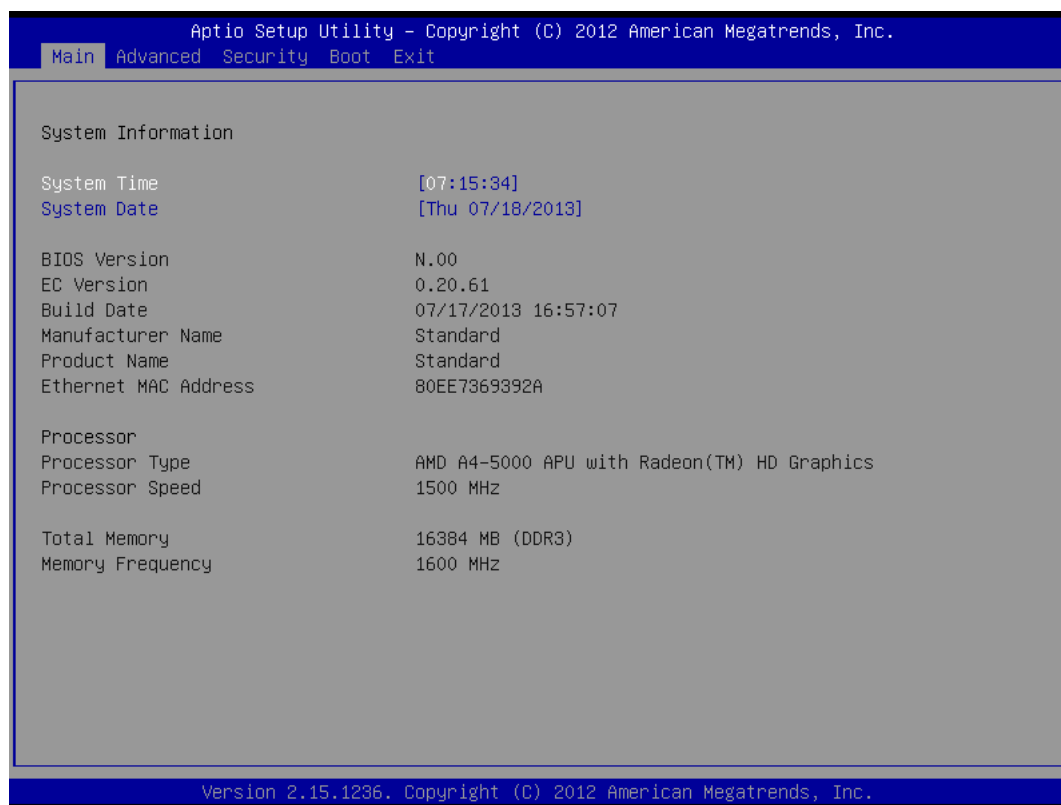 Aptio Setup Utility – Copyright (C) 2012 American Megatrends, Inc.
Main Advanced Security Boot Exit
System Information
System Time [07:15:34]
System Date [Thu 07/18/2013]
BIOS Version N.00
EC Version 0.20.61
Build Date 07/17/2013 16:57:07
Manufacturer Name Standard
Product Name Standard
Ethernet MAC Address 80EE7369392A
Processor
Processor Type AMD A4-5000 APU with Radeon(TM) HD Graphics
Processor Speed 1500 MHz
Total Memory 16384 MB (DDR3)
Memory Frequency 1600 MHz
Version 2.15.1236. Copyright (C) 2012 American Megatrends, Inc.